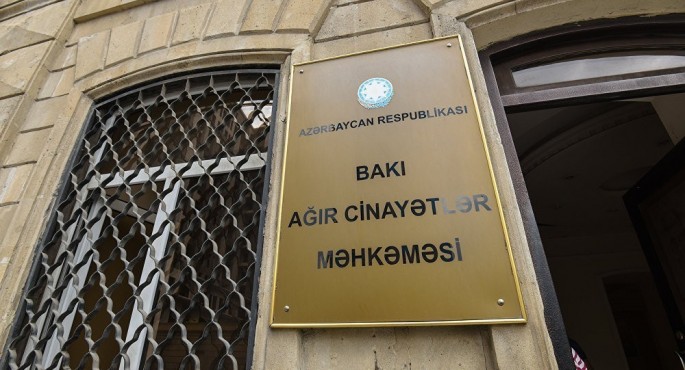 AZƏRBAYCAN RESPUBLİKASI
BAKI
AĞIR CİNAYƏTLƏR
MƏHKƏMƏSİ